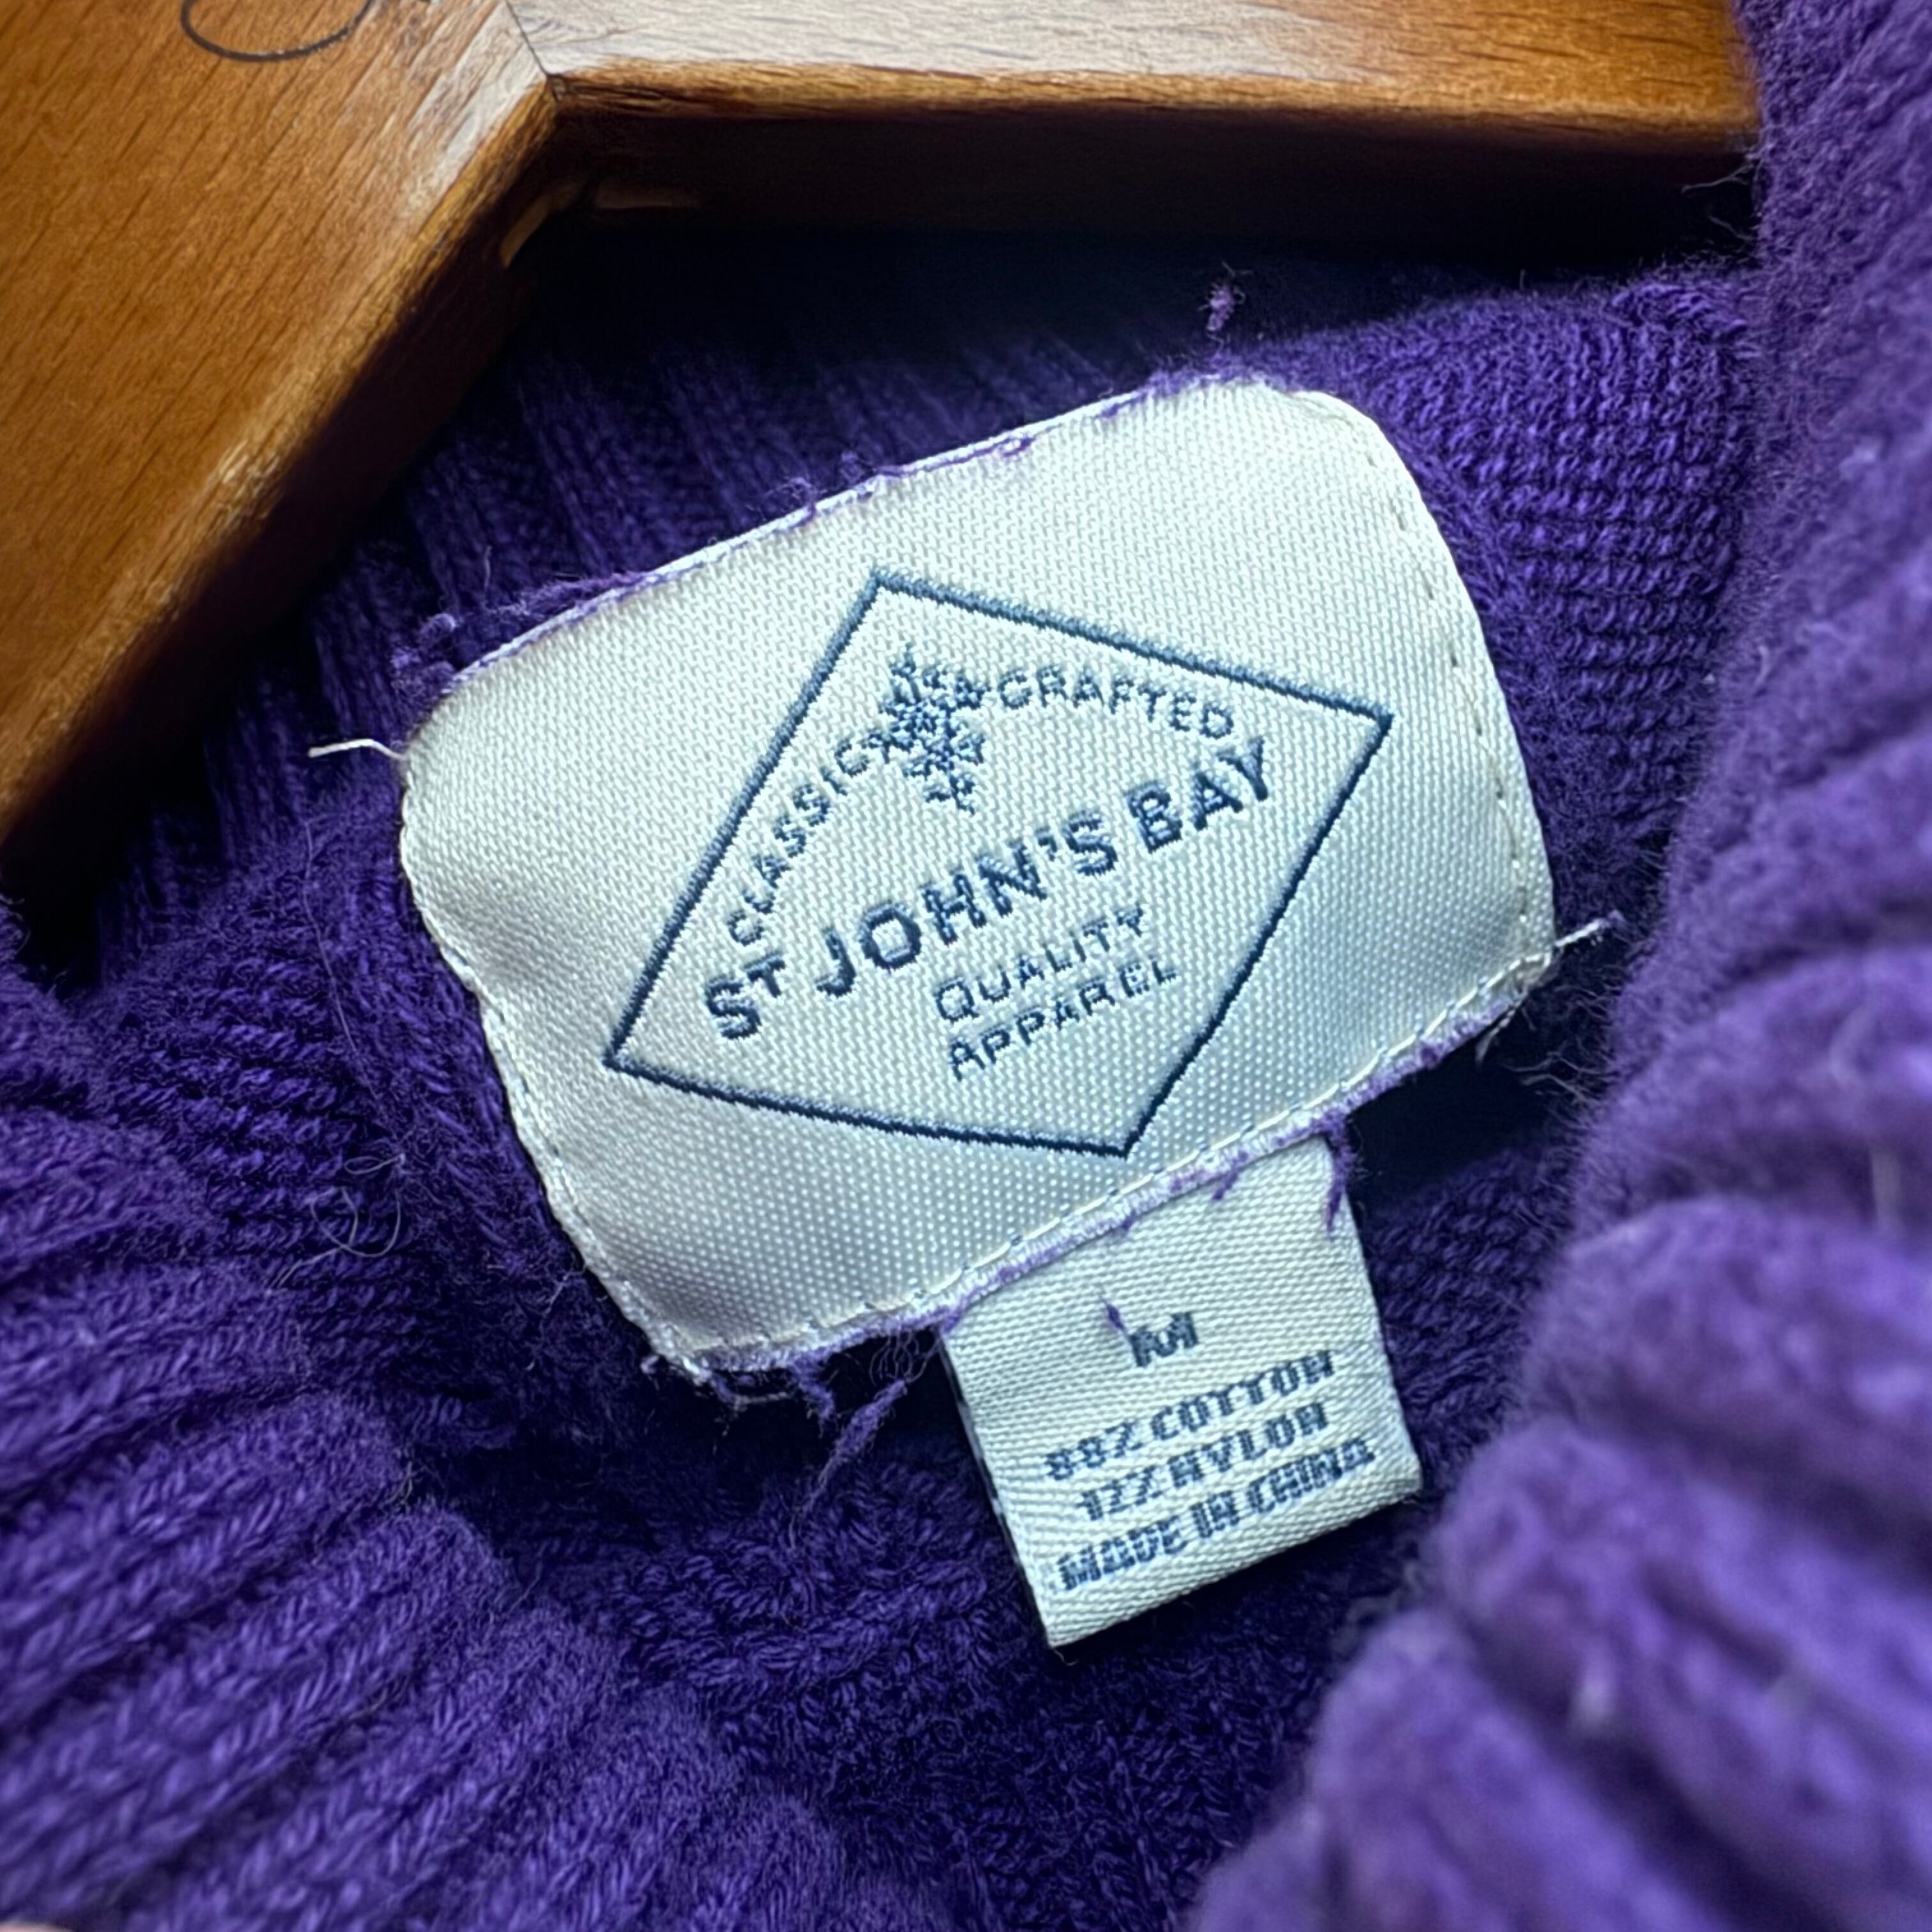 CLASSIC CRAFTED
ST JOHN'S BAY
QUALITY
APPAREL
M
88% COTTON
12% NYLON
MADE IN CHINA